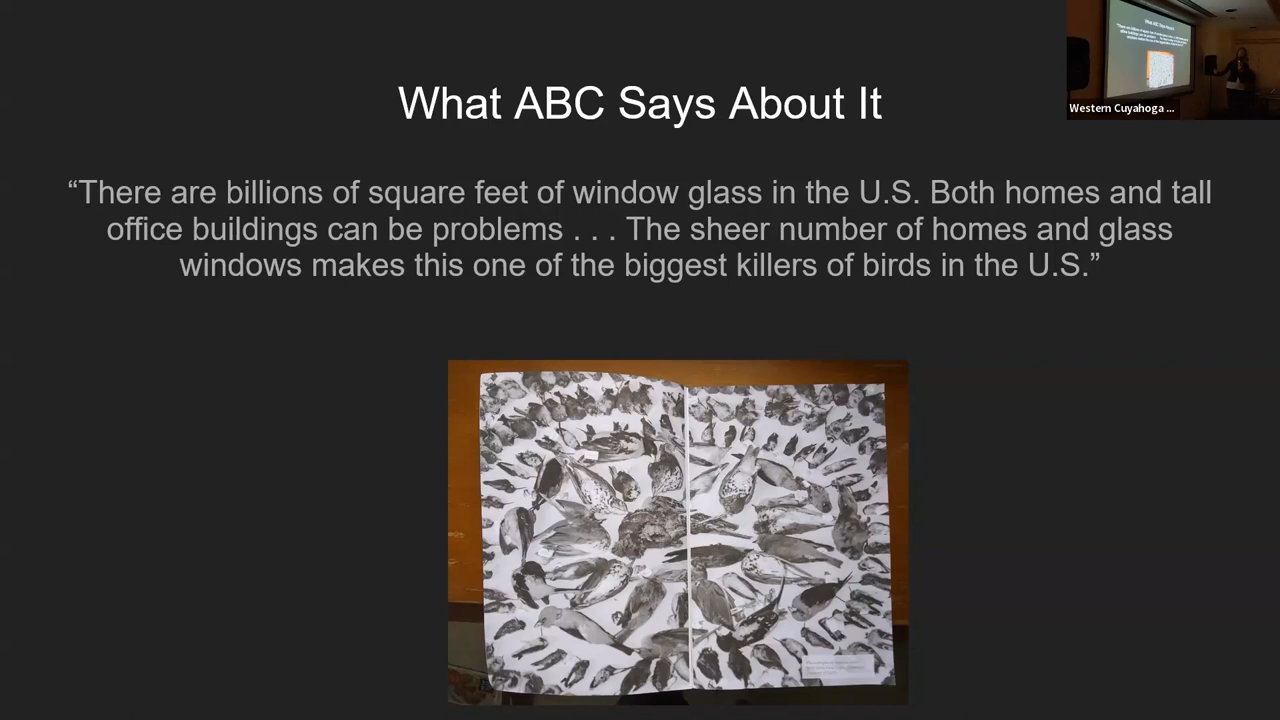 What ABC Says About It
Western Cuyahoga ...
“There are billions of square feet of window glass in the U.S. Both homes and tall
office buildings can be problems . . . The sheer number of homes and glass
windows makes this one of the biggest killers of birds in the U.S.”